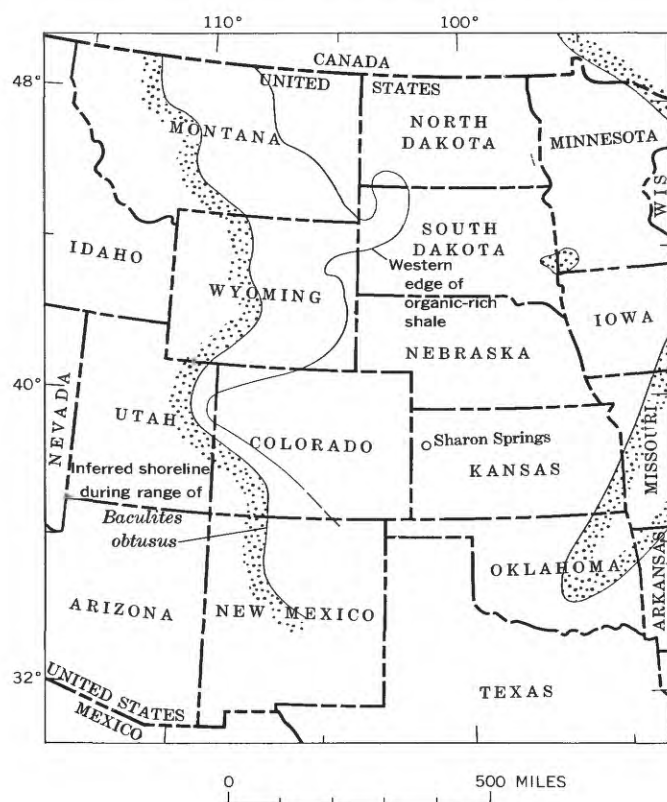 110° 100°
48°
CANADA
UNITED STATES
MONTANA
NORTH
DAKOTA
MINNESOTA
WIS
IDAHO
SOUTH
DAKOTA
Western
edge of
organic-rich
shale
WYOMING
IOWA
NEBRASKA
40°
NEVADA
UTAH
COLORADO
Sharon Springs
KANSAS
MISSOURI
Inferred shoreline
during range of
Baculites
obtusus
OKLAHOMA
ARKANSAS
ARIZONA
NEW MEXICO
32°
UNITED STATES
MEXICO
TEXAS
0 500 MILES